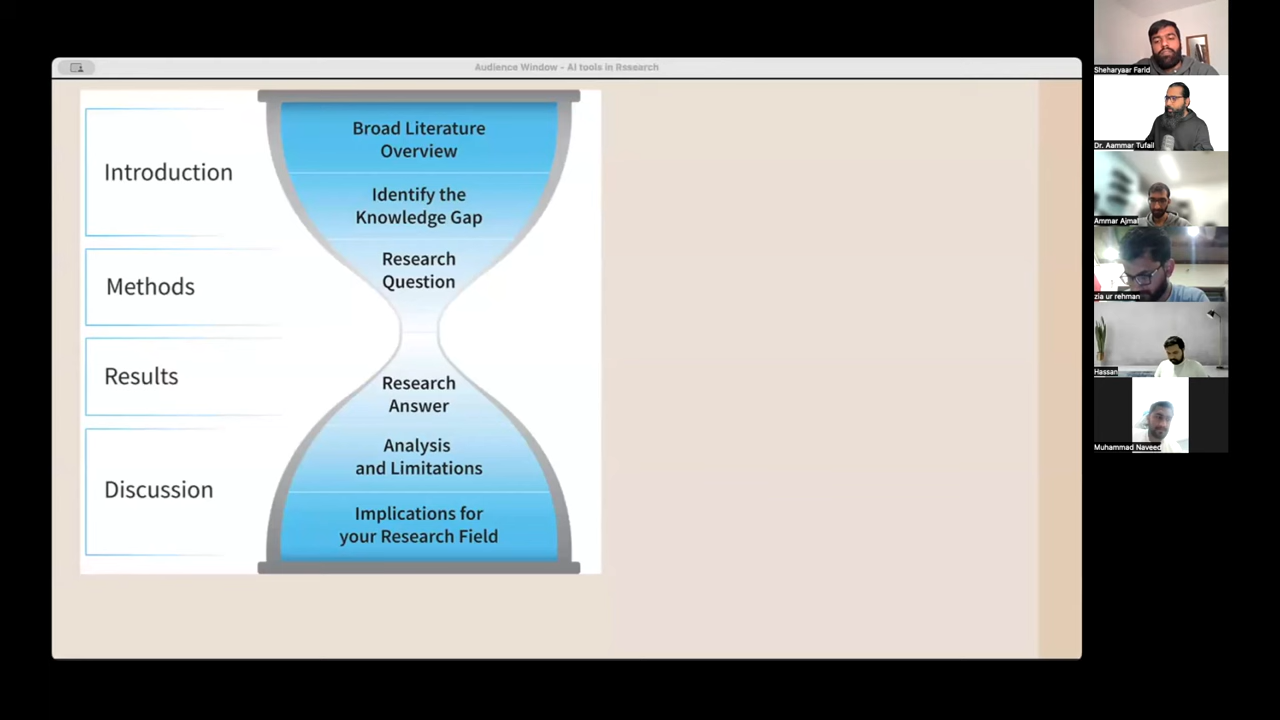 Audience Window - AI tools in Rssearch
Introduction
Methods
Results
Discussion
Broad Literature
Overview
Identify the
Knowledge Gap
Research
Question
Research
Answer
Analysis
and Limitations
Implications for
your Research Field
Sheharyaar Farid
Dr. Aammar Tufail
Ammar Ajmal
zia ur rehman
Hassan
Muhammad Naveed